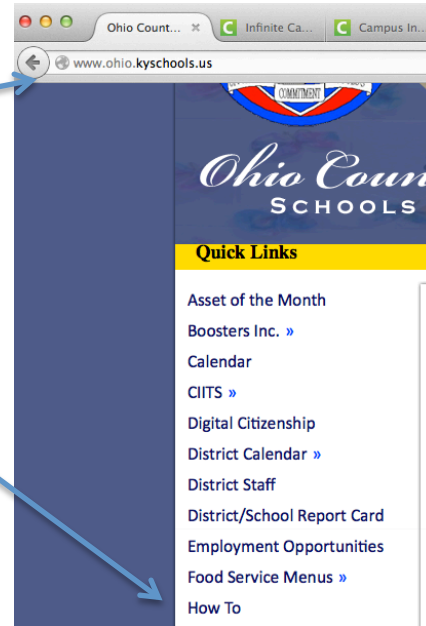 Ohio Count... × Infinite Ca... Campus In..
www.ohio.kyschools.us
COMMITMENT
Ohio Coun
SCHOOLS
Quick Links
Asset of the Month
Boosters Inc. »
Calendar
CIITS »
Digital Citizenship
District Calendar »
District Staff
District/School Report Card
Employment Opportunities
Food Service Menus »
How To